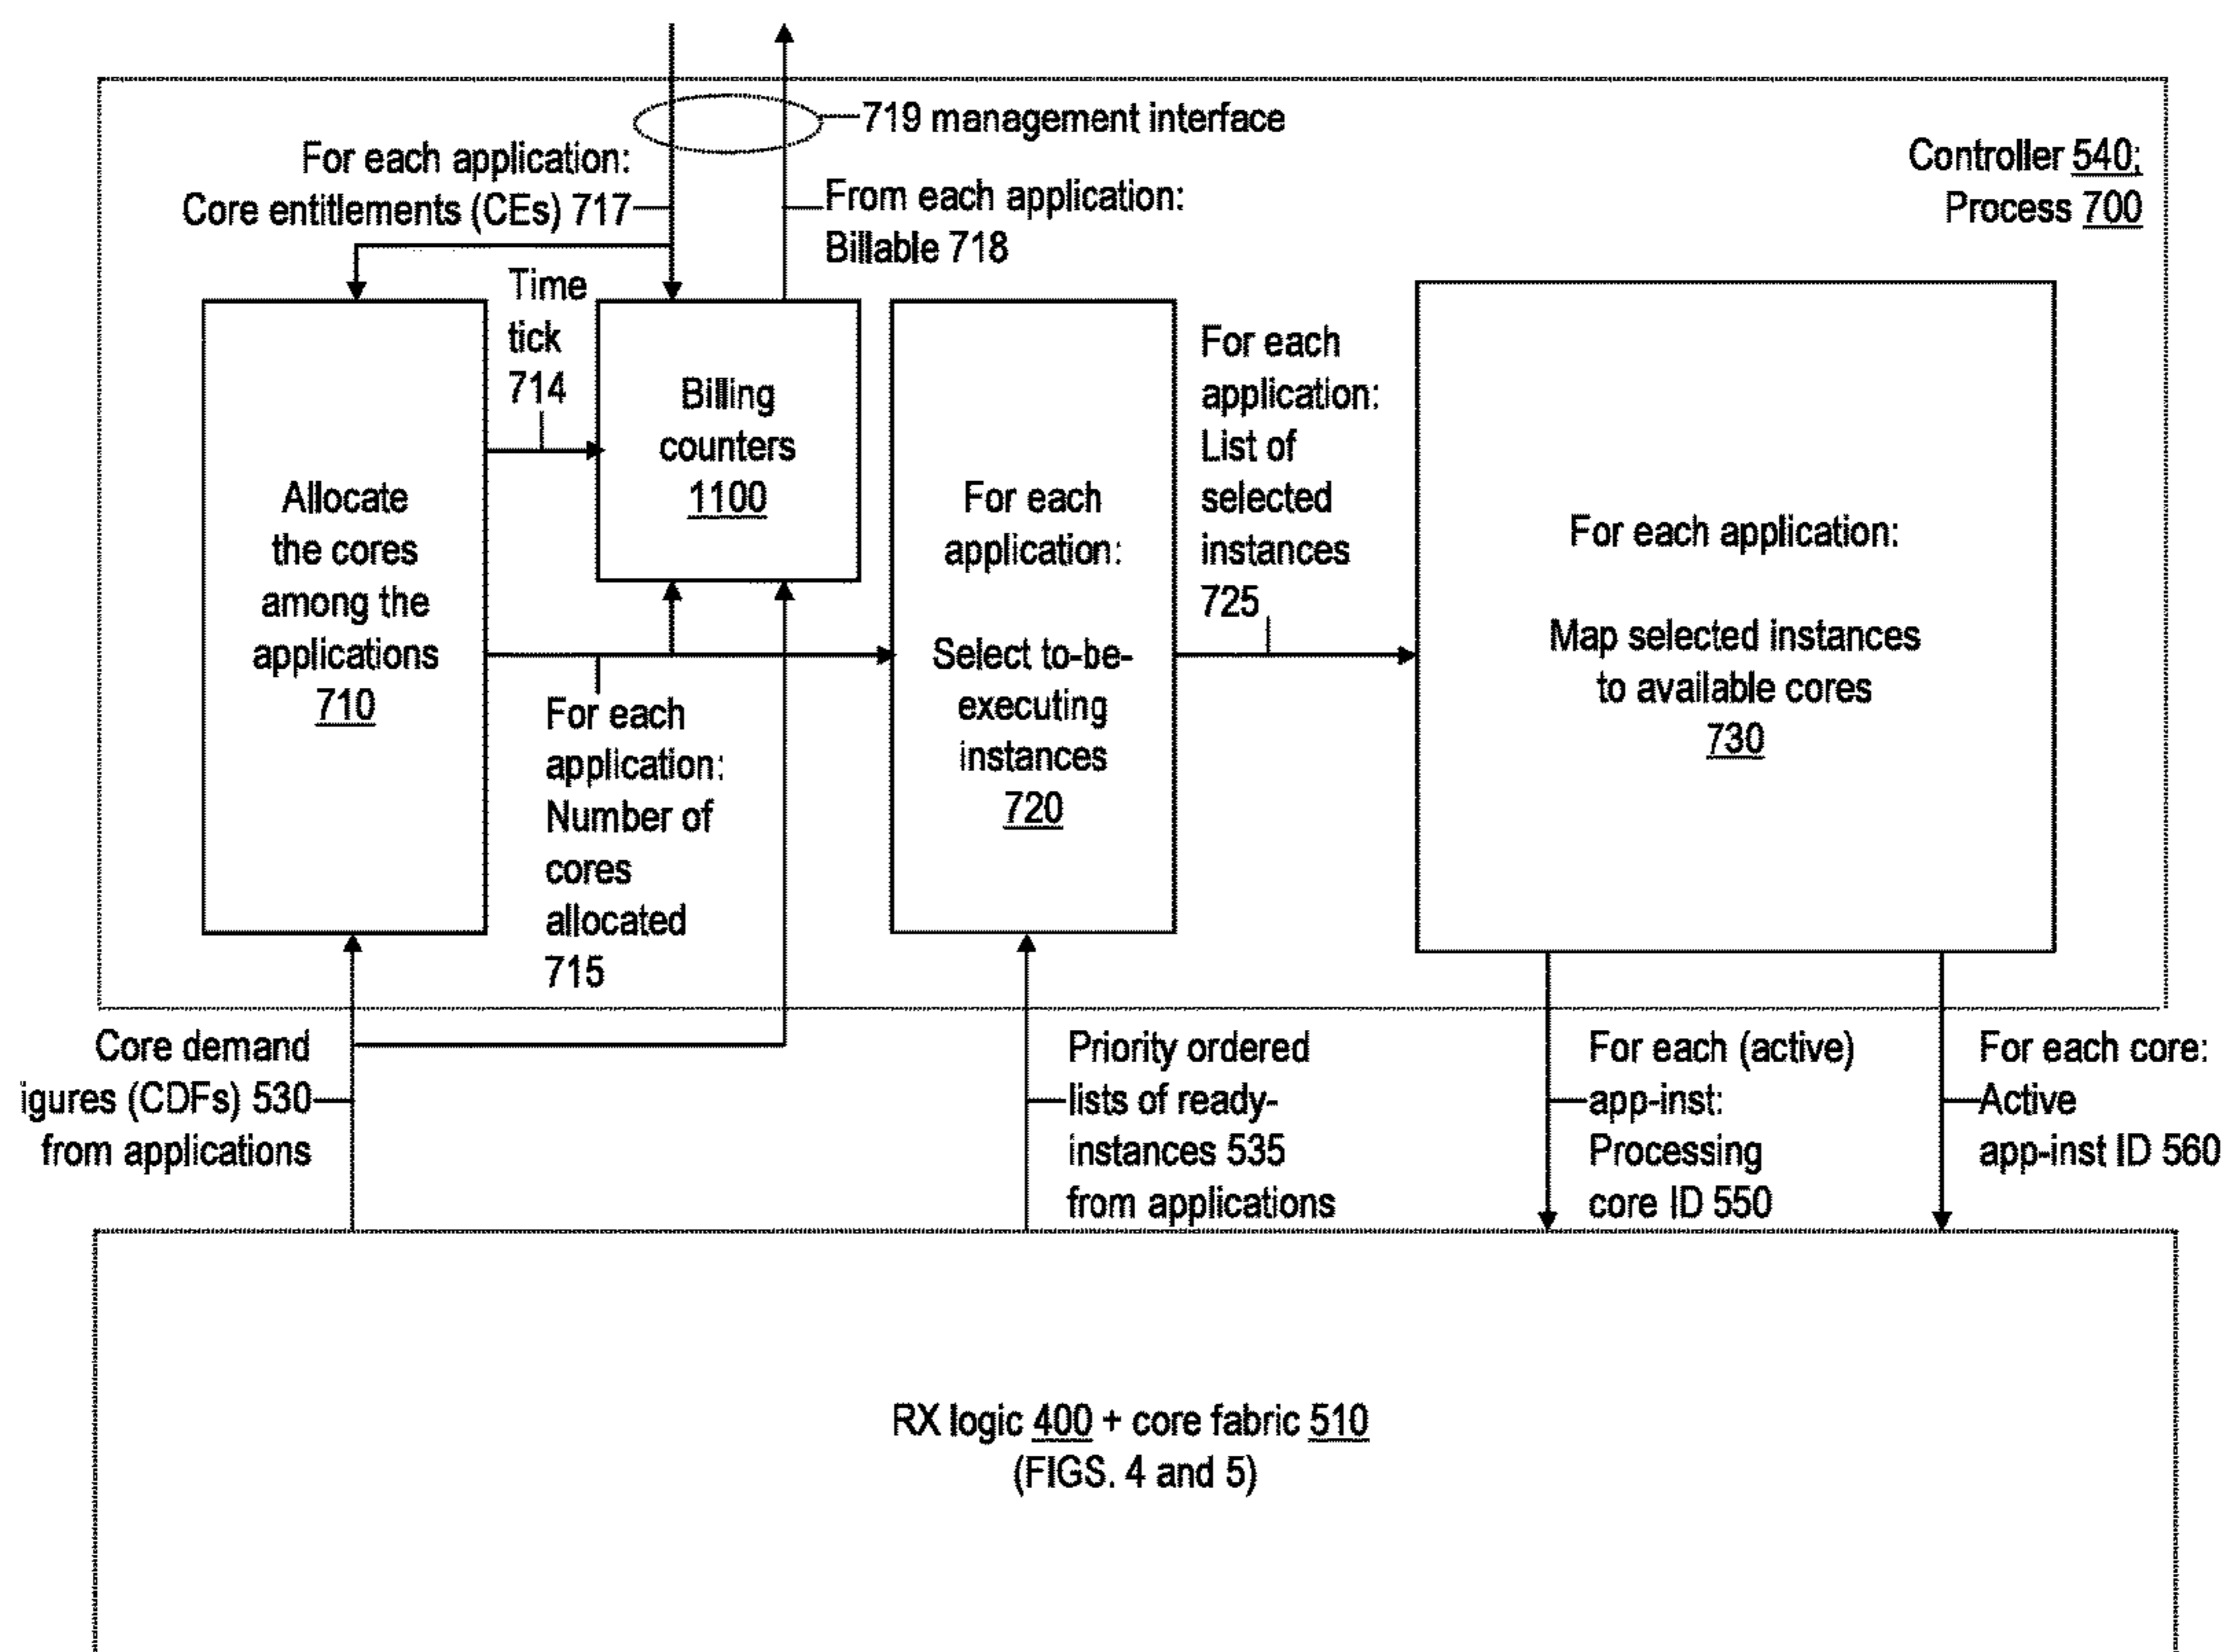 719 management interface
For each application:
Core entitlements (CEs) 717
From each application:
Billable 718
Controller 540;
Process 700
Time
tick
714
Allocate
the cores
among the
applications
710
Billing
counters
1100
For each
application:
Number of
cores
allocated
715
For each
application:
Select to-be-
executing
instances
720
For each
application:
List of
selected
instances
725
For each application:
Map selected instances
to available cores
730
Core demand
igures (CDFs) 530
from applications
Priority ordered
lists of ready-
instances 535
from applications
For each (active)
app-inst:
Processing
core ID 550
For each core:
Active
app-inst ID 560
RX logic 400 + core fabric 510
(FIGS. 4 and 5)